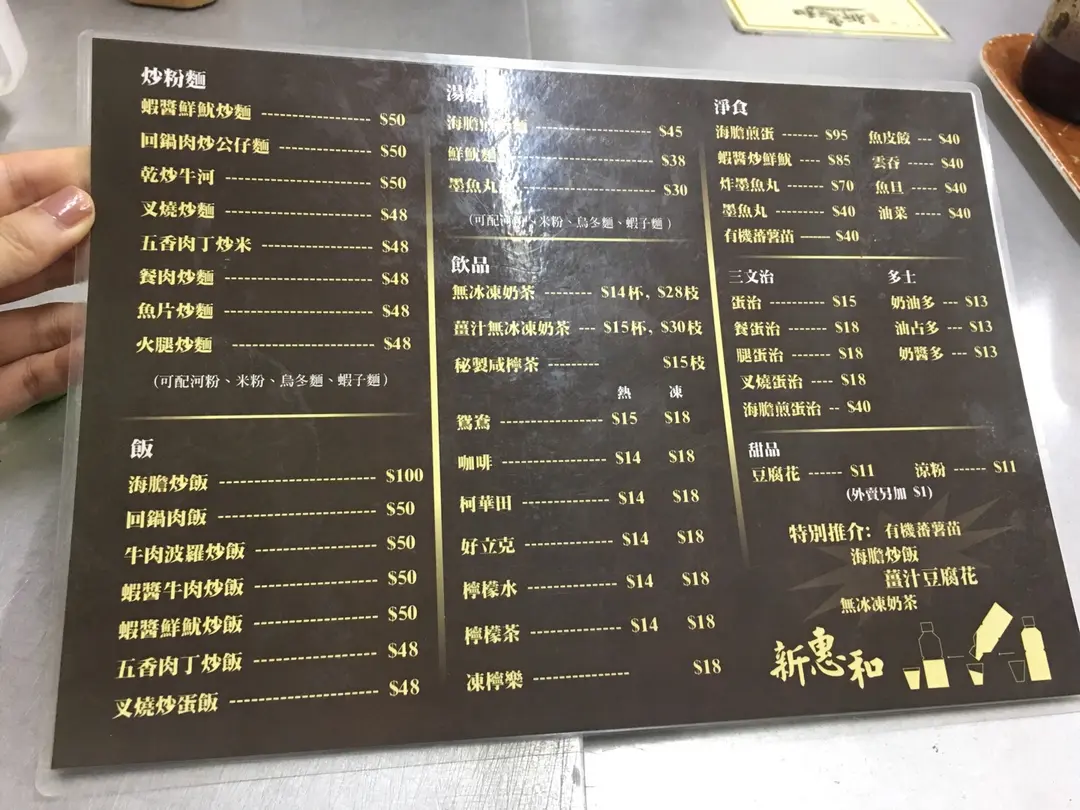 炒粉麵
蝦醬鮮魷炒麵 $50
回鍋肉炒公仔麵 $50
乾炒牛河 $50
叉燒炒麵 $48
五香肉丁炒米 $48
餐肉炒麵 $48
魚片炒麵 $48
火腿炒麵 $48
(可配河粉、米粉、烏冬麵、蝦子麵)
飯
海膽炒飯 $100
回鍋肉飯 $50
牛肉波羅炒飯 $50
蝦醬牛肉炒飯 $50
蝦醬鮮魷炒飯 $50
五香肉丁炒飯 $48
叉燒炒蛋飯 $48
湯麵
海膽煎蛋麵 $45
鮮魷麵 $38
墨魚丸 $30
(可配河粉、米粉、烏冬麵、蝦子麵)
飲品
無冰凍奶茶 $14杯, $28枝
薑汁無冰凍奶茶 $15杯, $30枝
秘製咸檸茶 $15枝
熱 凍
鴛鴦 $15 $18
咖啡 $14 $18
柯華田 $14 $18
好立克 $14 $18
檸檬水 $14 $18
檸檬茶 $14 $18
凍檸樂 $18
淨食
海膽煎蛋 $95 魚皮餃 $40
蝦醬炒鮮魷 $85 雲吞 $40
炸墨魚丸 $70 魚旦 $40
墨魚丸 $40 油菜 $40
有機蕃薯苗 $40
三文治 多士
蛋治 $15 奶油多 $13
餐蛋治 $18 油占多 $13
腿蛋治 $18 奶醬多 $13
叉燒蛋治 $18
海膽煎蛋治 $40
甜品
豆腐花 $11 涼粉 $11
(外賣另加 $1)
特別推介: 有機蕃薯苗
海膽炒飯
薑汁豆腐花
無冰凍奶茶
新惠和